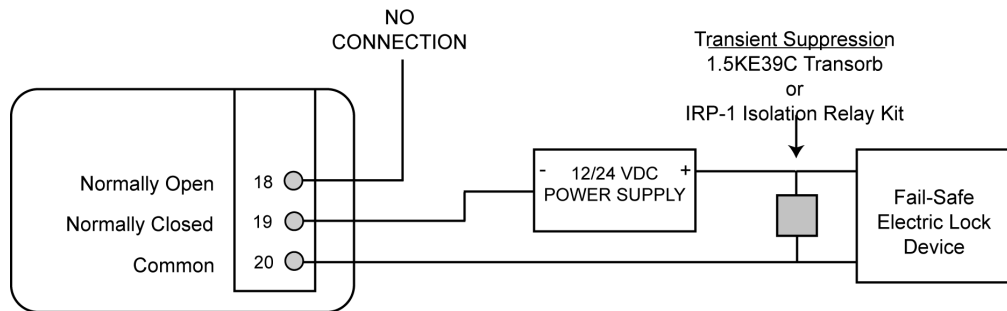 NO
CONNECTION
Transient Suppression
1.5KE39C Transorb
or
IRP-1 Isolation Relay Kit
Normally Open 18
Normally Closed 19
Common 20
- 12/24 VDC +
POWER SUPPLY
Fail-Safe
Electric Lock
Device